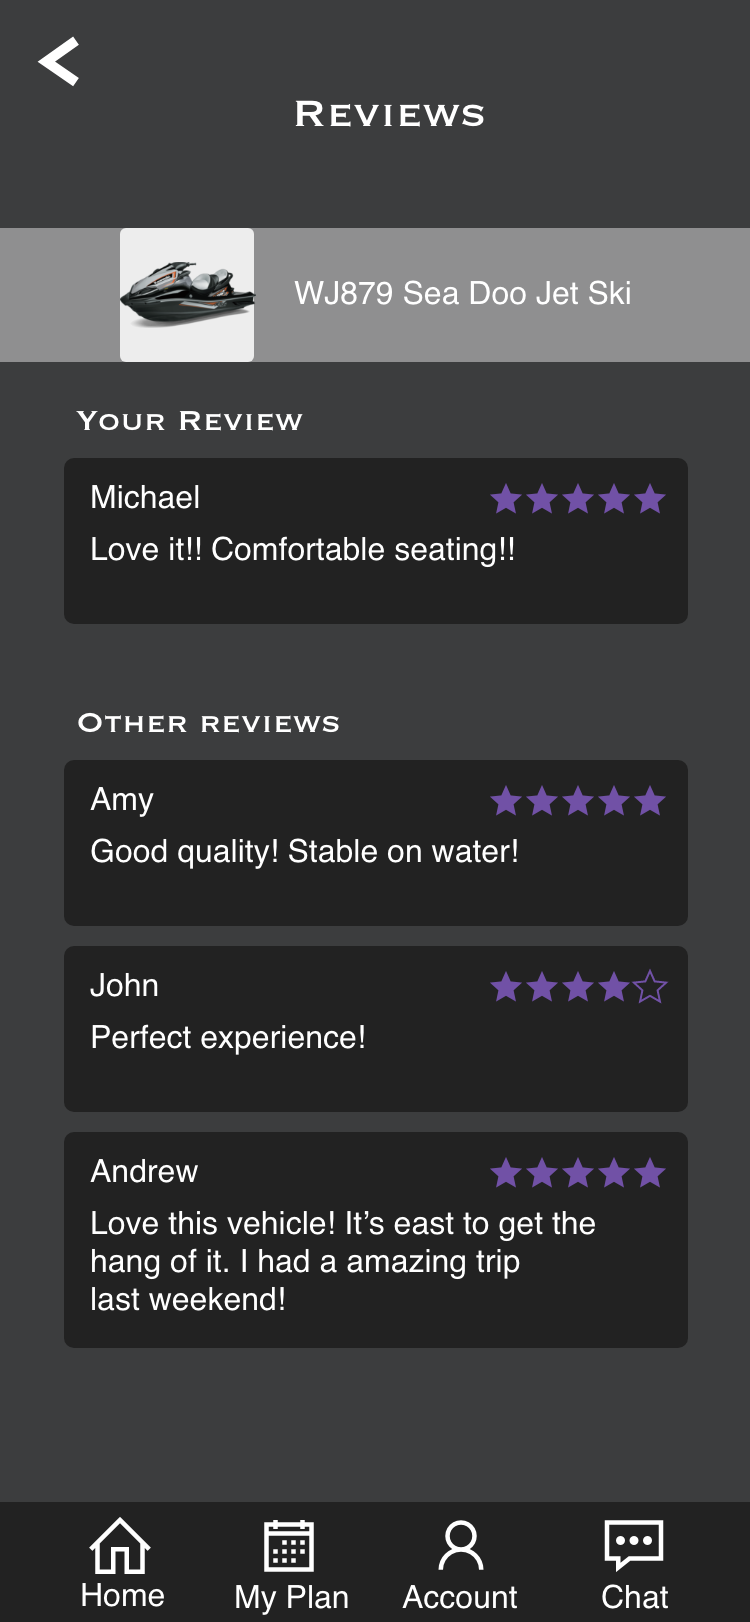 Reviews
WJ879 Sea Doo Jet Ski
Your Review
Michael
Love it!! Comfortable seating!!
Other reviews
Amy
Good quality! Stable on water!
John
Perfect experience!
Andrew
Love this vehicle! It’s east to get the
hang of it. I had a amazing trip
last weekend!
Home
My Plan
Account
Chat